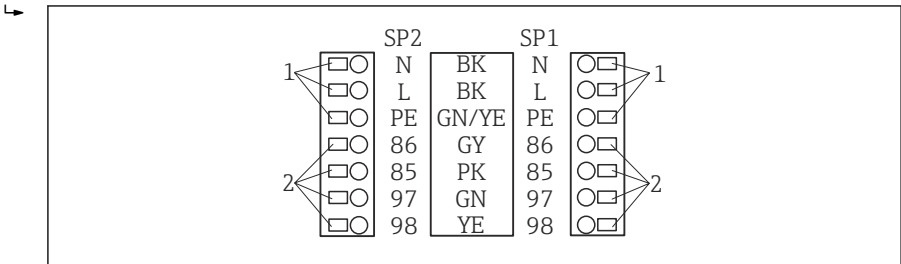 SP2 SP1
N BK N
1 1
L BK L
PE GN/YE PE
86 GY 86
85 PK 85
2 2
97 GN 97
98 YE 98